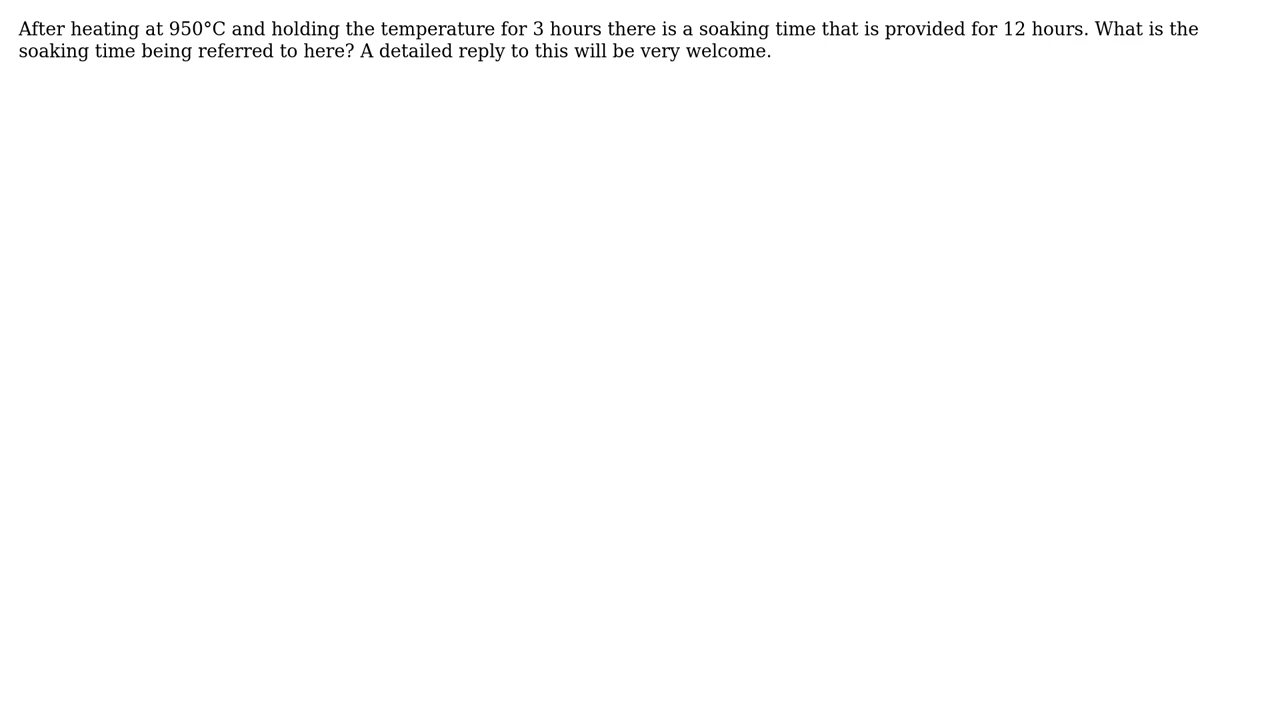 After heating at 950°C and holding the temperature for 3 hours there is a soaking time that is provided for 12 hours. What is the
soaking time being referred to here? A detailed reply to this will be very welcome.